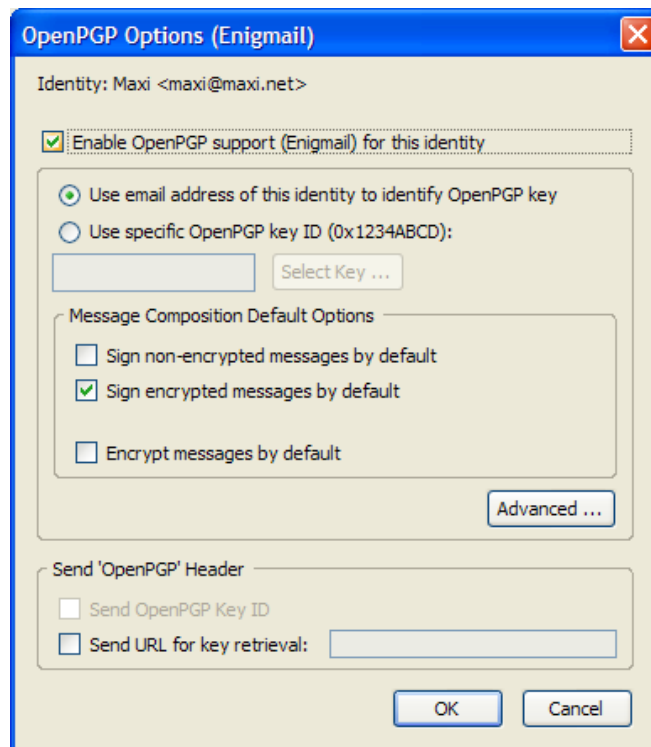 OpenPGP Options (Enigmail)
Identity: Maxi <maxi@maxi.net>
Enable OpenPGP support (Enigmail) for this identity
Use email address of this identity to identify OpenPGP key
Use specific OpenPGP key ID (0x1234ABCD):
Select Key ...
Message Composition Default Options
Sign non-encrypted messages by default
Sign encrypted messages by default
Encrypt messages by default
Advanced ...
Send 'OpenPGP' Header
Send OpenPGP Key ID
Send URL for key retrieval:
OK Cancel